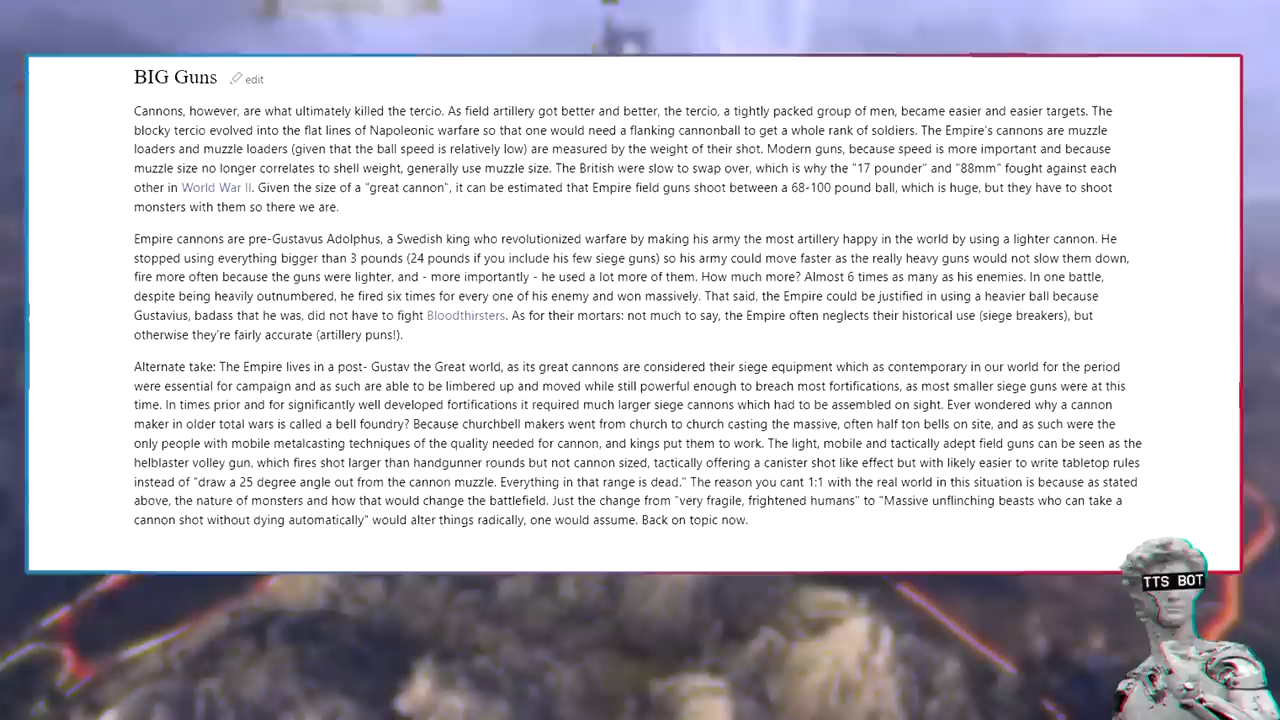 BIG Guns edit
Cannons, however, are what ultimately killed the tercio. As field artillery got better and better, the tercio, a tightly packed group of men, became easier and easier targets. The
blocky tercio evolved into the flat lines of Napoleonic warfare so that one would need a flanking cannonball to get a whole rank of soldiers. The Empire's cannons are muzzle
loaders and muzzle loaders (given that the ball speed is relatively low) are measured by the weight of their shot. Modern guns, because speed is more important and because
muzzle size no longer correlates to shell weight, generally use muzzle size. The British were slow to swap over, which is why the "17 pounder" and "88mm" fought against each
other in World War II. Given the size of a "great cannon", it can be estimated that Empire field guns shoot between a 68-100 pound ball, which is huge, but they have to shoot
monsters with them so there we are.
Empire cannons are pre-Gustavus Adolphus, a Swedish king who revolutionized warfare by making his army the most artillery happy in the world by using a lighter cannon. He
stopped using everything bigger than 3 pounds (24 pounds if you include his few siege guns) so his army could move faster as the really heavy guns would not slow them down,
fire more often because the guns were lighter, and - more importantly - he used a lot more of them. How much more? Almost 6 times as many as his enemies. In one battle,
despite being heavily outnumbered, he fired six times for every one of his enemy and won massively. That said, the Empire could be justified in using a heavier ball because
Gustavius, badass that he was, did not have to fight Bloodthirsters. As for their mortars: not much to say, the Empire often neglects their historical use (siege breakers), but
otherwise they're fairly accurate (artillery puns!).
Alternate take: The Empire lives in a post- Gustav the Great world, as its great cannons are considered their siege equipment which as contemporary in our world for the period
were essential for campaign and as such are able to be limbered up and moved while still powerful enough to breach most fortifications, as most smaller siege guns were at this
time. In times prior and for significantly well developed fortifications it required much larger siege cannons which had to be assembled on sight. Ever wondered why a cannon
maker in older total wars is called a bell foundry? Because churchbell makers went from church to church casting the massive, often half ton bells on site, and as such were the
only people with mobile metalcasting techniques of the quality needed for cannon, and kings put them to work. The light, mobile and tactically adept field guns can be seen as the
helblaster volley gun, which fires shot larger than handgunner rounds but not cannon sized, tactically offering a canister shot like effect but with likely easier to write tabletop rules
instead of "draw a 25 degree angle out from the cannon muzzle. Everything in that range is dead." The reason you cant 1:1 with the real world in this situation is because as stated
above, the nature of monsters and how that would change the battlefield. Just the change from "very fragile, frightened humans" to "Massive unflinching beasts who can take a
cannon shot without dying automatically" would alter things radically, one would assume. Back on topic now.
TTS BOT